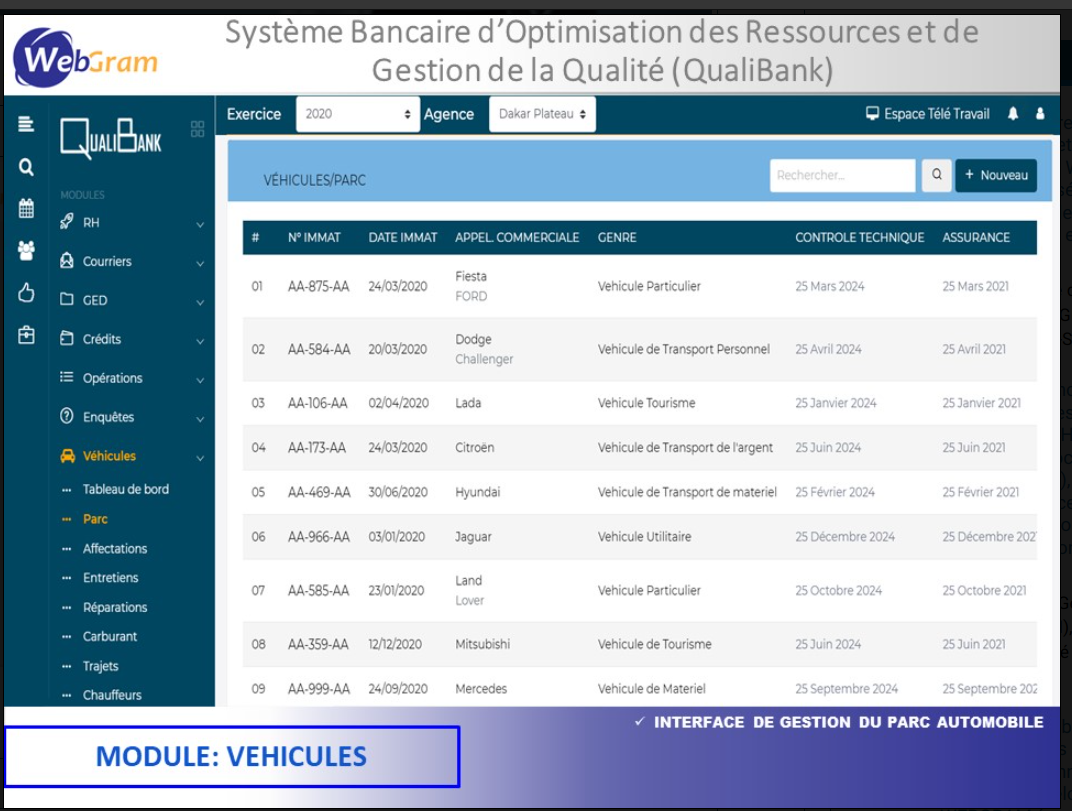 WebGram
Système Bancaire d'Optimisation des Ressources et de
Gestion de la Qualité (QualiBank)
Exercice 2020 Agence Dakar Plateau Espace Télé Travail
QUALIBANK
MODULES
RH
Courriers
GED
Crédits
Opérations
Enquêtes
Véhicules
Tableau de bord
Parc
Affectations
Entretiens
Réparations
Carburant
Trajets
Chauffeurs
VÉHICULES/PARC Rechercher... + Nouveau
# N° IMMAT DATE IMMAT APPEL. COMMERCIALE GENRE CONTROLE TECHNIQUE ASSURANCE
01 AA-875-AA 24/03/2020 Fiesta Vehicule Particulier 25 Mars 2024 25 Mars 2021
FORD
02 AA-584-AA 20/03/2020 Dodge Vehicule de Transport Personnel 25 Avril 2024 25 Avril 2021
Challenger
03 AA-106-AA 02/04/2020 Lada Vehicule Tourisme 25 Janvier 2024 25 Janvier 2021
04 AA-173-AA 24/03/2020 Citroën Vehicule de Transport de l'argent 25 Juin 2024 25 Juin 2021
05 AA-469-AA 30/06/2020 Hyundai Vehicule de Transport de materiel 25 Février 2024 25 Février 2021
06 AA-966-AA 03/01/2020 Jaguar Vehicule Utilitaire 25 Décembre 2024 25 Décembre 202
07 AA-585-AA 23/01/2020 Land Vehicule Particulier 25 Octobre 2024 25 Octobre 2021
Lover
08 AA-359-AA 12/12/2020 Mitsubishi Vehicule de Tourisme 25 Juin 2024 25 Juin 2021
09 AA-999-AA 24/09/2020 Mercedes Vehicule de Materiel 25 Septembre 2024 25 Septembre 202
✓ INTERFACE DE GESTION DU PARC AUTOMOBILE
MODULE: VEHICULES